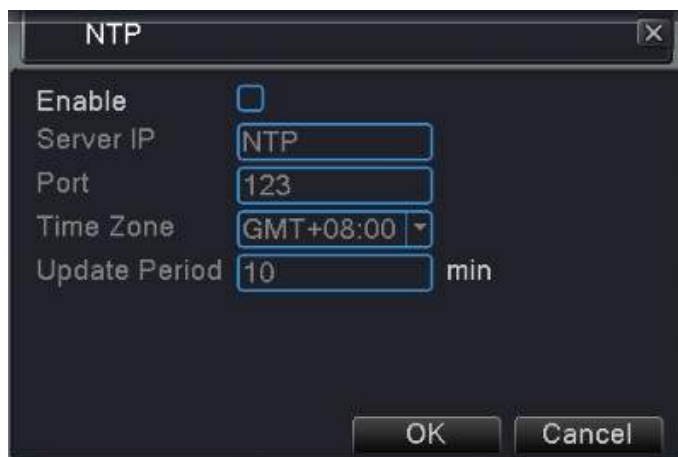 NTP
Enable
Server IP NTP
Port 123
Time Zone GMT+08:00
Update Period 10 min
OK Cancel